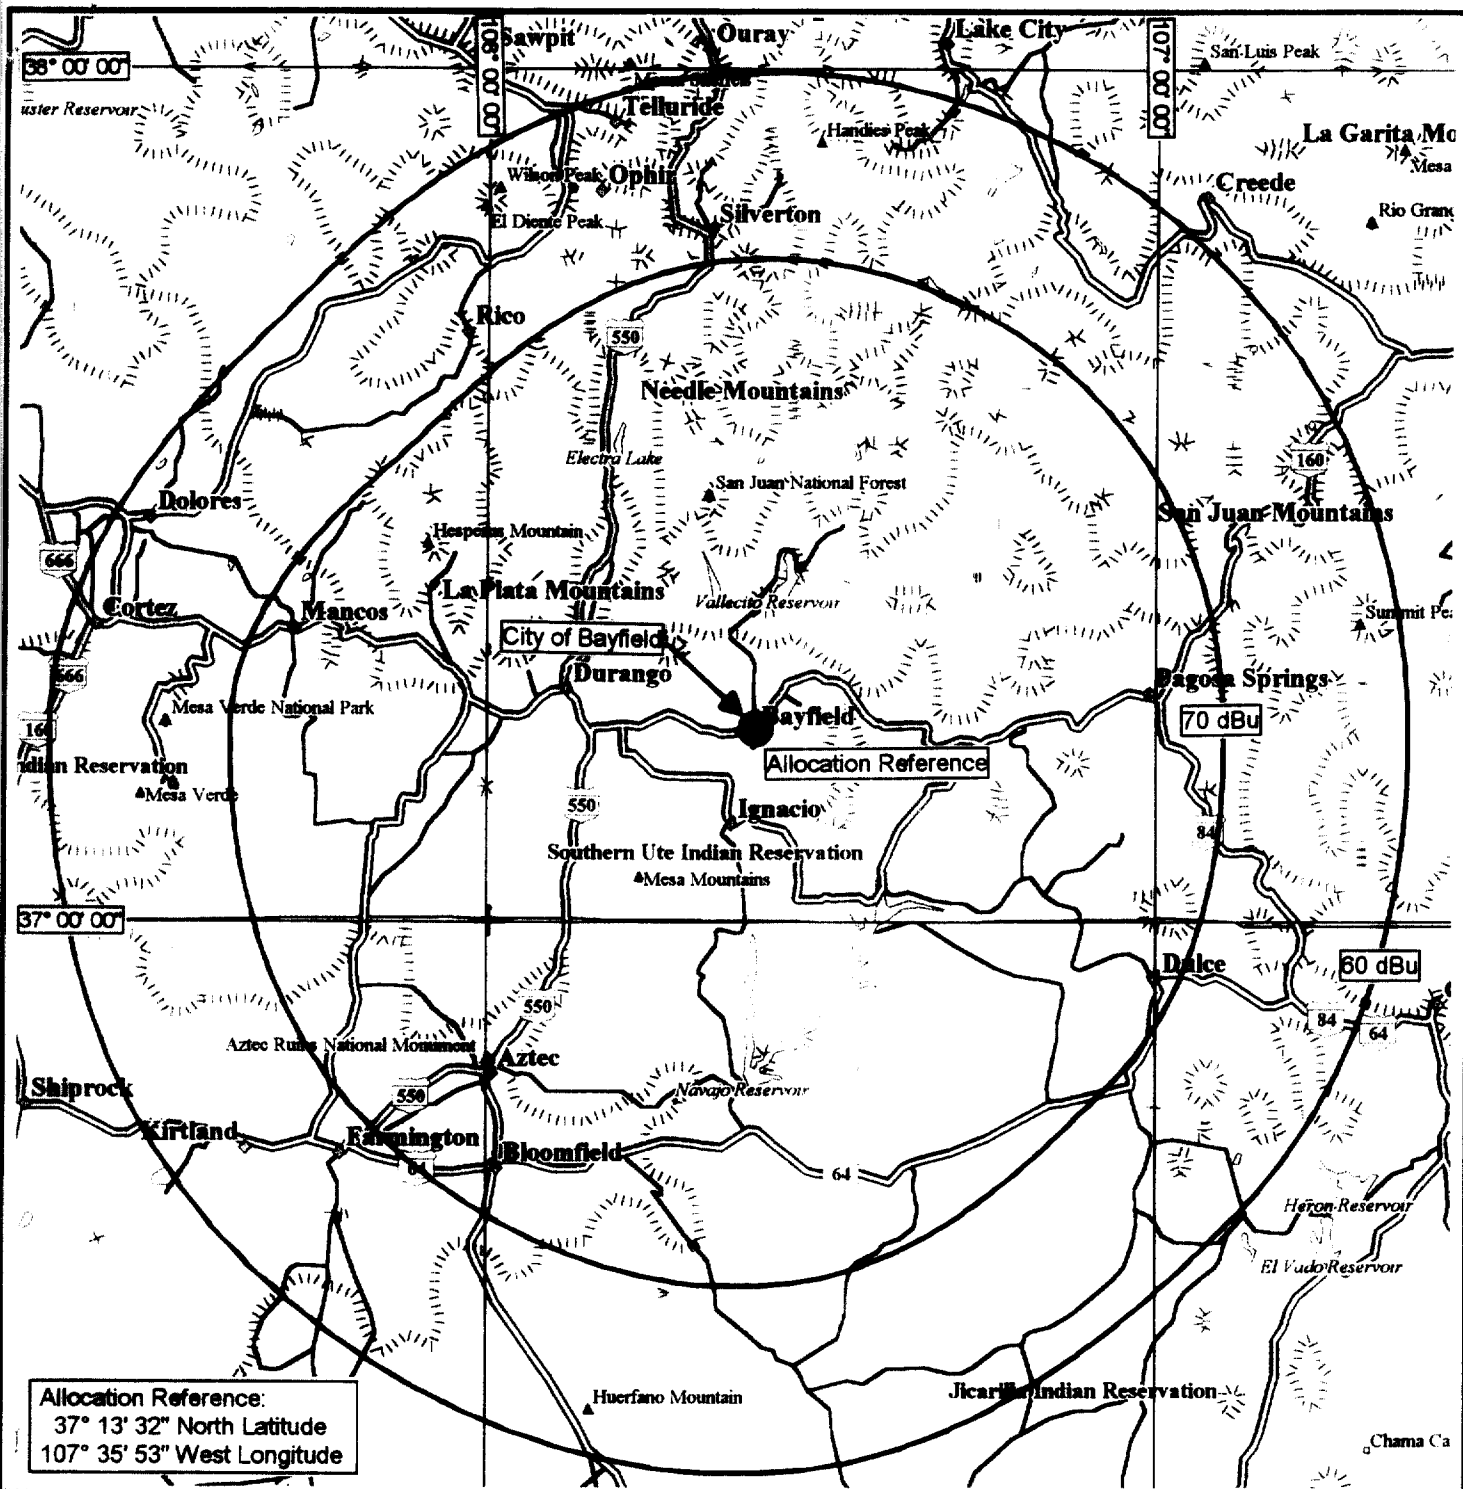 Sawpit
Ouray
Lake City
38° 00' 00"
108° 00' 00"
107° 00' 00"
San Luis Peak
uster Reservoir
Telluride
Handies Peak
La Garita Mo
Mesa
Wilson Peak
Ophir
Creede
El Diente Peak
Silverton
Rio Grand
Rico
550
Needle Mountains
Electra Lake
160
San Juan National Forest
Dolores
San Juan Mountains
Hesperus Mountain
666
La Plata Mountains
Vallecito Reservoir
Cortez
Mancos
Summit Pe
City of Bayfield
666
Durango
Pagosa Springs
Mesa Verde National Park
Bayfield
70 dBu
160
ndian Reservation
Allocation Reference
Mesa Verde
550
Ignacio
84
Southern Ute Indian Reservation
Mesa Mountains
37° 00' 00"
Dulce
60 dBu
550
84
64
Aztec Ruins National Monument
Aztec
Shiprock
550
Navajo Reservoir
Kirtland
Farmington
Bloomfield
64
64
Heron Reservoir
El Vado Reservoir
Allocation Reference:
37° 13' 32" North Latitude
107° 35' 53" West Longitude
Huerfano Mountain
Jicarilla Indian Reservation
Chama Ca